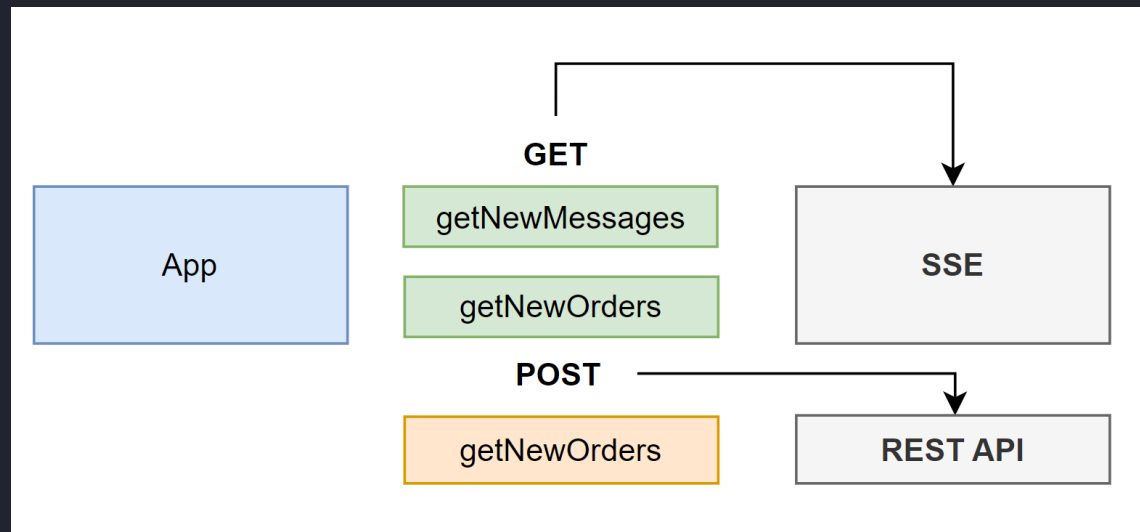 GET
App
getNewMessages
getNewOrders
SSE
POST
getNewOrders
REST API